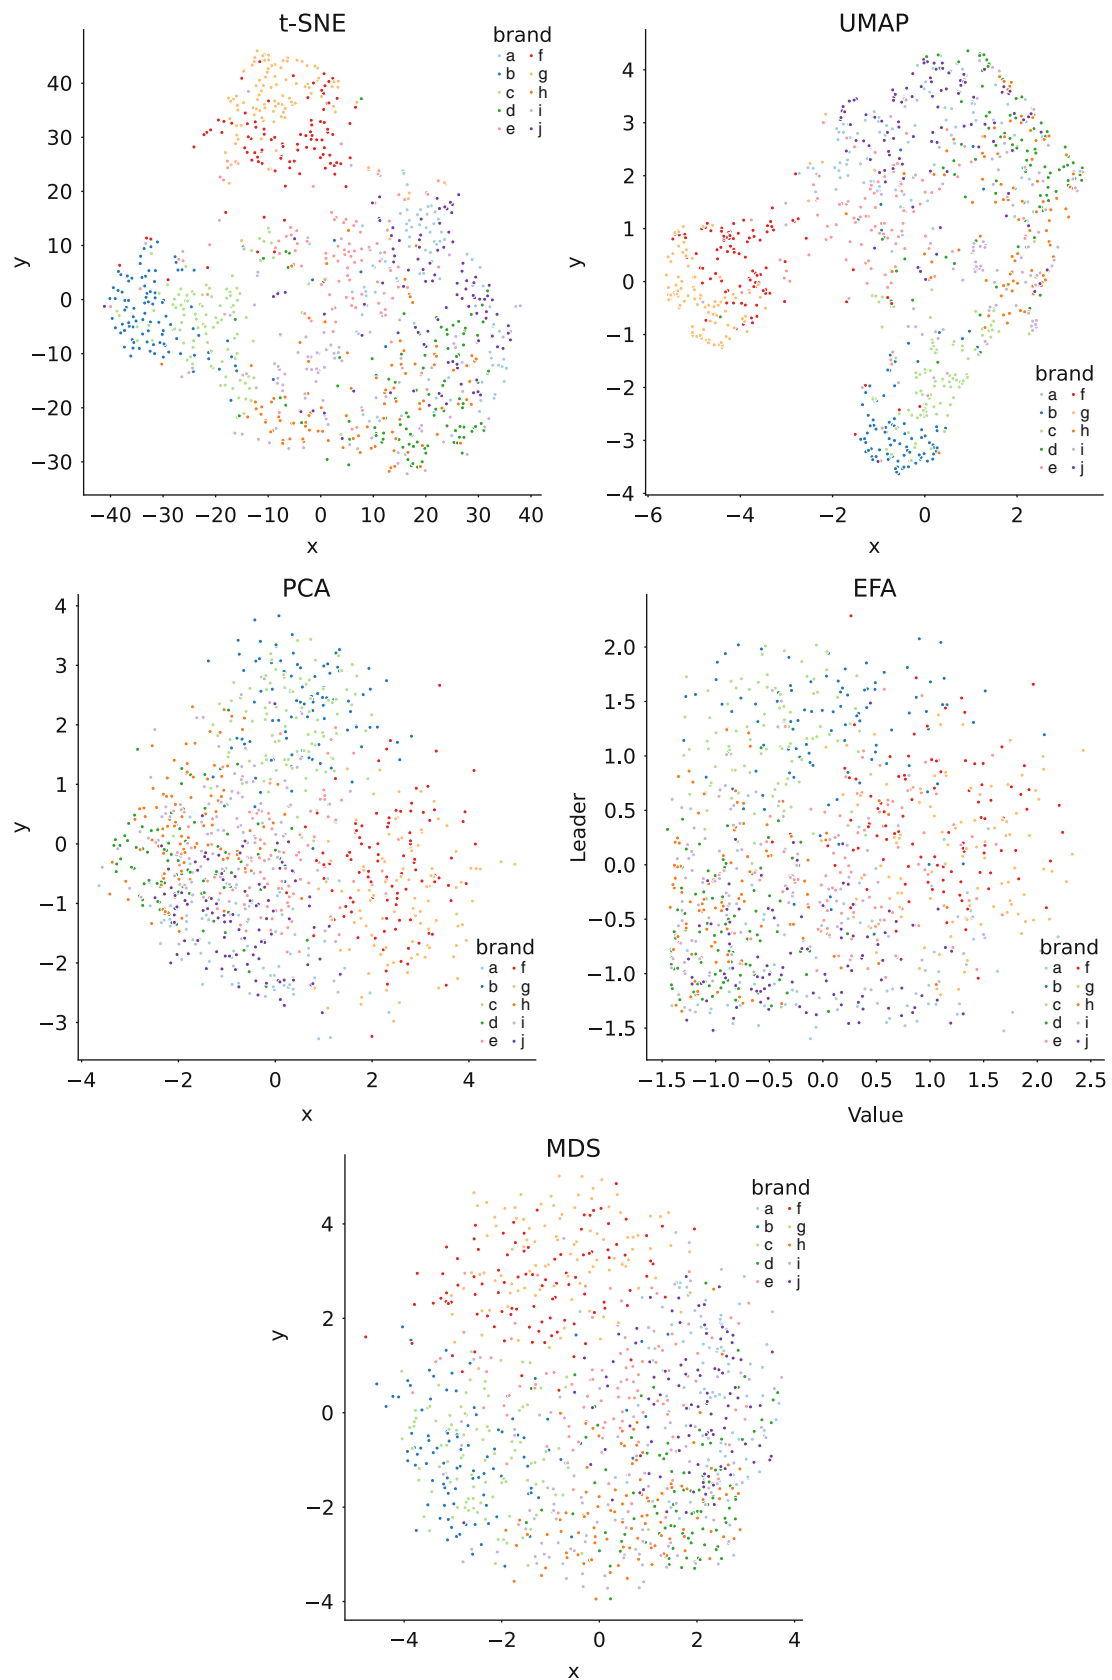 t-SNE
brand
a f
b g
c h
d i
e j
40
30
20
10
0
−10
−20
−30
y
−40 −30 −20 −10 0 10 20 30 40
x
UMAP
4
3
2
1
0
−1
−2
−3
−4
y
brand
a f
b g
c h
d i
e j
−6 −4 −2 0 2
x
PCA
4
3
2
1
0
−1
−2
−3
y
brand
a f
b g
c h
d i
e j
−4 −2 0 2 4
x
EFA
2.0
1.5
1.0
0.5
0.0
−0.5
−1.0
−1.5
Leader
brand
a f
b g
c h
d i
e j
−1.5 −1.0 −0.5 0.0 0.5 1.0 1.5 2.0 2.5
Value
MDS
brand
a f
b g
c h
d i
e j
4
2
0
−2
−4
y
−4 −2 0 2 4
x